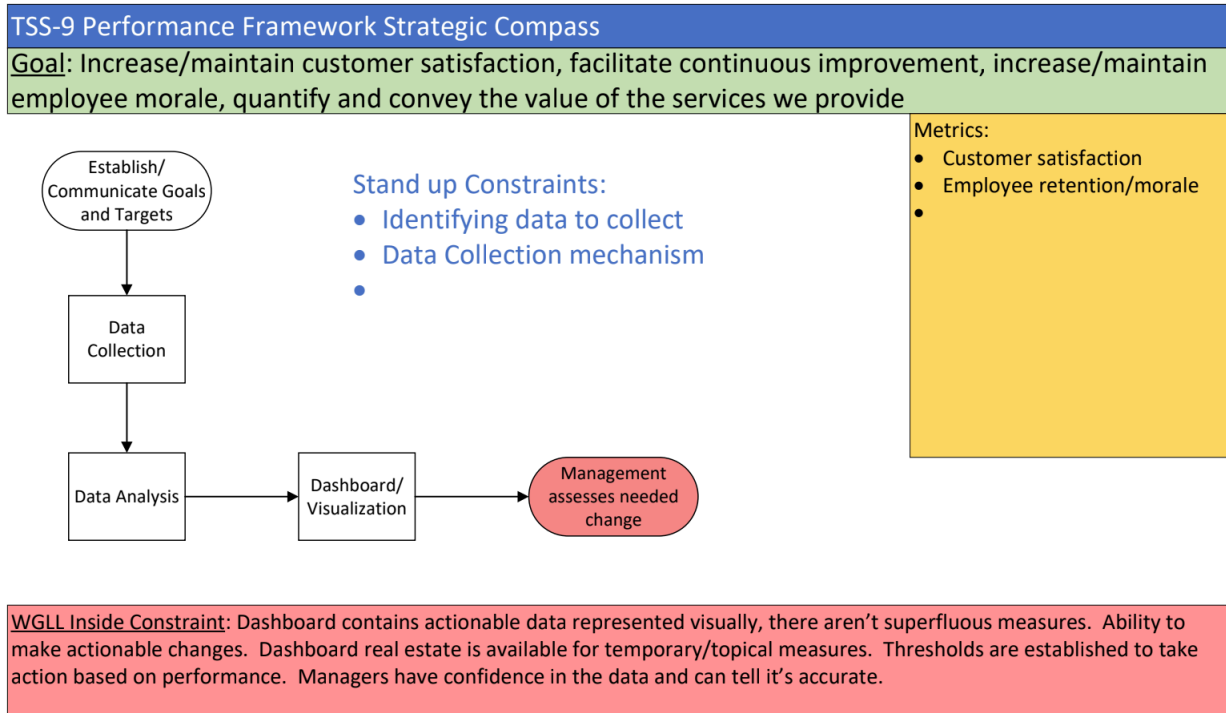 TSS-9 Performance Framework Strategic Compass
Goal: Increase/maintain customer satisfaction, facilitate continuous improvement, increase/maintain
employee morale, quantify and convey the value of the services we provide
Metrics:
• Customer satisfaction
• Employee retention/morale
•
Establish/
Communicate Goals
and Targets
Stand up Constraints:
• Identifying data to collect
• Data Collection mechanism
•
Data
Collection
Data Analysis
Dashboard/
Visualization
Management
assesses needed
change
WGLL Inside Constraint: Dashboard contains actionable data represented visually, there aren’t superfluous measures.  Ability to
make actionable changes.  Dashboard real estate is available for temporary/topical measures.  Thresholds are established to take
action based on performance.  Managers have confidence in the data and can tell it’s accurate.